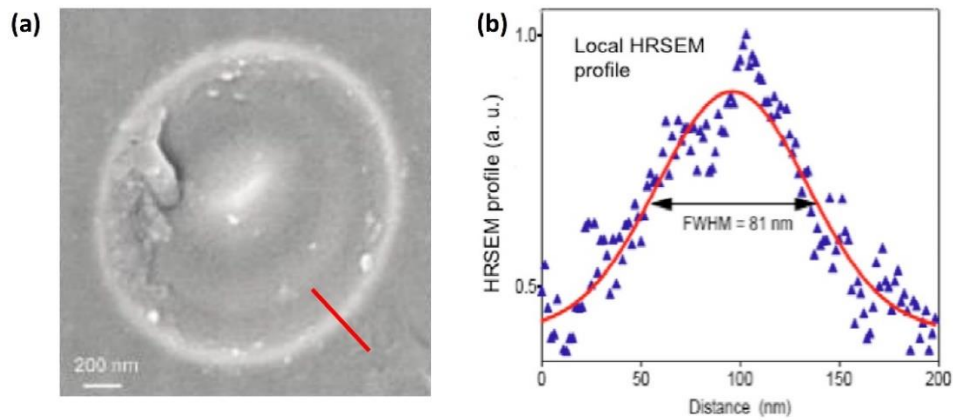 (a)
200 nm
(b)
Local HRSEM
profile
HRSEM profile (a. u.)
1.0
0.5
FWHM = 81 nm
0
50
100
150
200
Distance (nm)